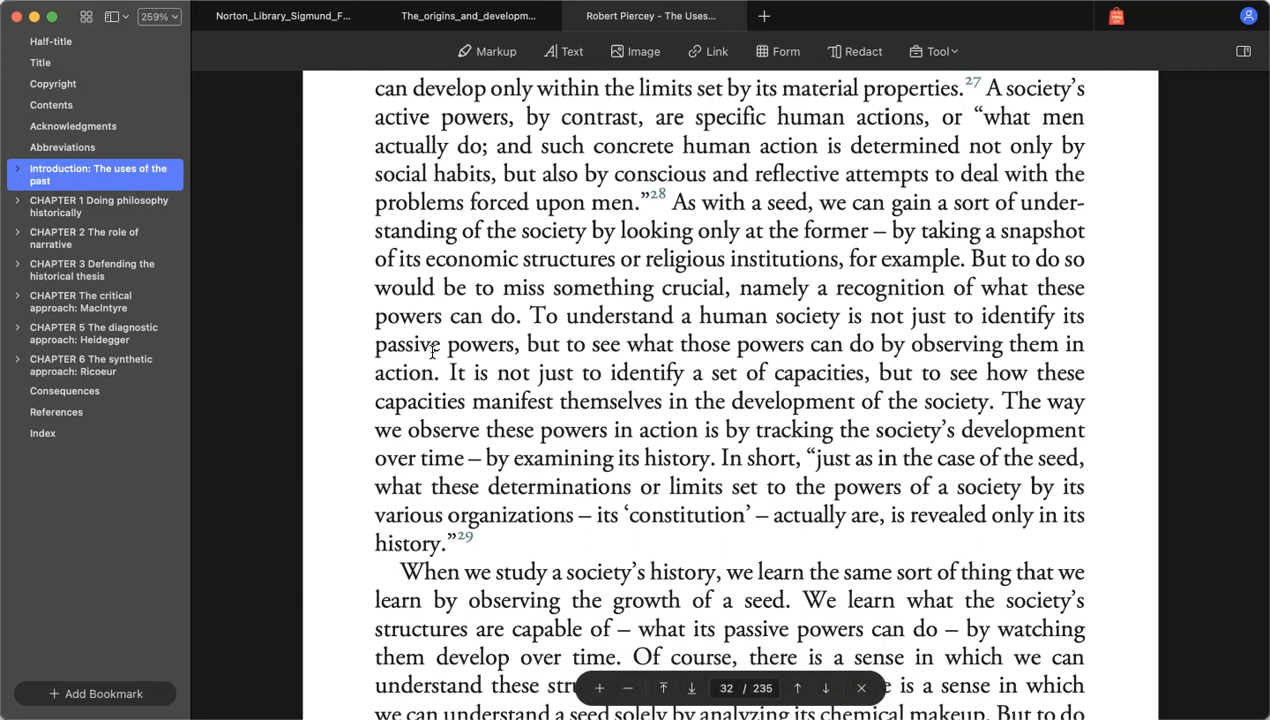 259%
Norton_Library_Sigmund_F...
The_origins_and_developm...
Robert Piercey - The Uses...
Markup
Text
Image
Link
Form
Redact
Tool
Half-title
Title
Copyright
Contents
Acknowledgments
Abbreviations
Introduction: The uses of the
past
CHAPTER 1 Doing philosophy
historically
CHAPTER 2 The role of
narrative
CHAPTER 3 Defending the
historical thesis
CHAPTER The critical
approach: MacIntyre
CHAPTER 5 The diagnostic
approach: Heidegger
CHAPTER 6 The synthetic
approach: Ricoeur
Consequences
References
Index
+ Add Bookmark
can develop only within the limits set by its material properties.27 A society's
active powers, by contrast, are specific human actions, or “what men
actually do; and such concrete human action is determined not only by
social habits, but also by conscious and reflective attempts to deal with the
problems forced upon men.”28 As with a seed, we can gain a sort of under-
standing of the society by looking only at the former – by taking a snapshot
of its economic structures or religious institutions, for example. But to do so
would be to miss something crucial, namely a recognition of what these
powers can do. To understand a human society is not just to identify its
passive powers, but to see what those powers can do by observing them in
action. It is not just to identify a set of capacities, but to see how these
capacities manifest themselves in the development of the society. The way
we observe these powers in action is by tracking the society's development
over time – by examining its history. In short, “just as in the case of the seed,
what these determinations or limits set to the powers of a society by its
various organizations – its ‘constitution’ – actually are, is revealed only in its
history.”29
When we study a society's history, we learn the same sort of thing that we
learn by observing the growth of a seed. We learn what the society's
structures are capable of – what its passive powers can do – by watching
them develop over time. Of course, there is a sense in which we can
understand these is a sense in which
we can understand a seed solely by analyzing its chemical makeup. But to do
32 / 235